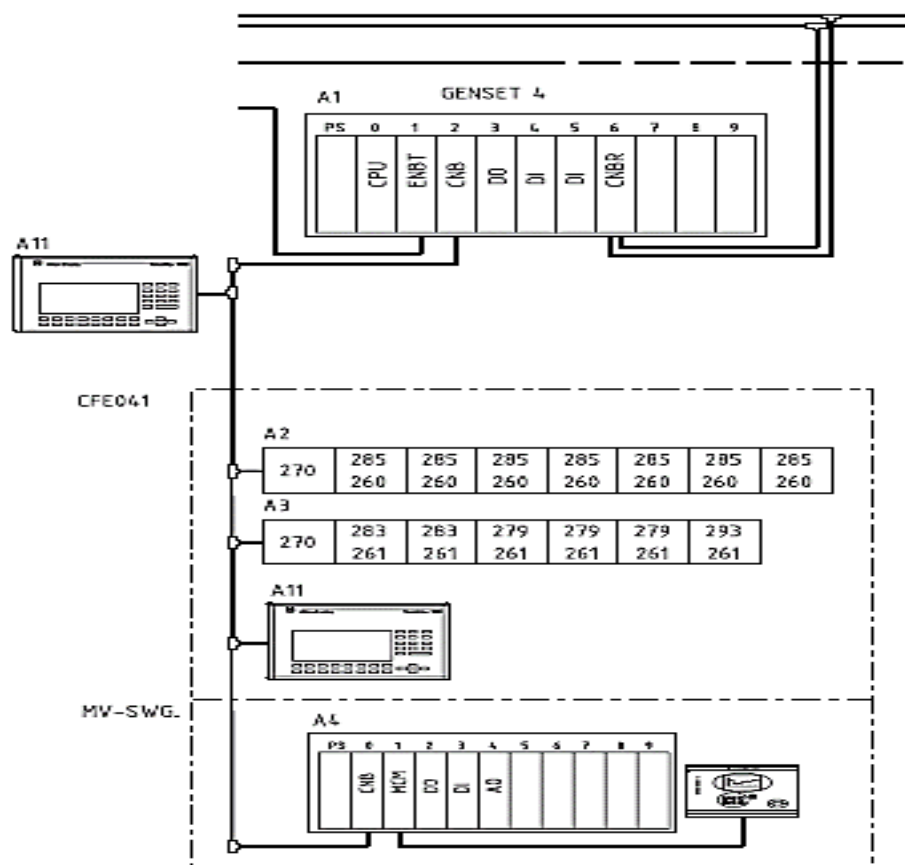 GENSET 4
A1
PS 0 1 2 3 4 5 6 7 8 9
CPU ENBT CNB DO DI DI CNBR
A11
CFE041
A2
270 285 285 285 285 285 285 285
260 260 260 260 260 260 260
A3
270 283 283 279 279 279 293
261 261 261 261 261 261
A11
MV-SWG.
A4
PS 0 1 2 3 4 5 6 7 8 9
CNB MCM DO DI AO